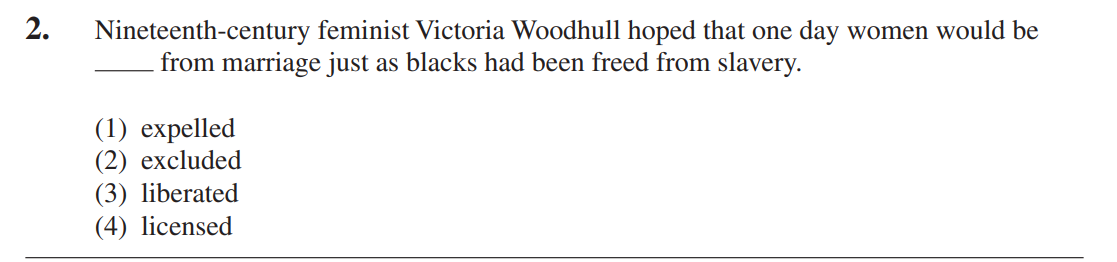 2. Nineteenth-century feminist Victoria Woodhull hoped that one day women would be
____ from marriage just as blacks had been freed from slavery.
(1) expelled
(2) excluded
(3) liberated
(4) licensed